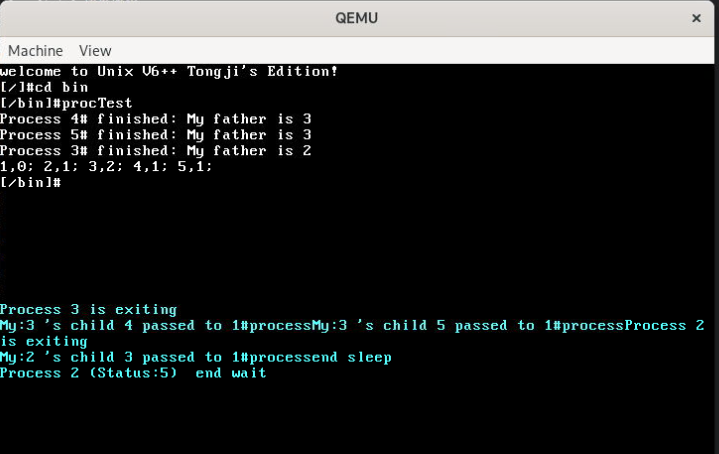 QEMU
×
Machine View
welcome to Unix V6++ Tongji's Edition!
[/]#cd bin
[/bin]#procTest
Process 4# finished: My father is 3
Process 5# finished: My father is 3
Process 3# finished: My father is 2
1,0; 2,1; 3,2; 4,1; 5,1;
[/bin]#
Process 3 is exiting
My:3 's child 4 passed to 1#processMy:3 's child 5 passed to 1#processProcess 2
is exiting
My:2 's child 3 passed to 1#processend sleep
Process 2 (Status:5)  end wait